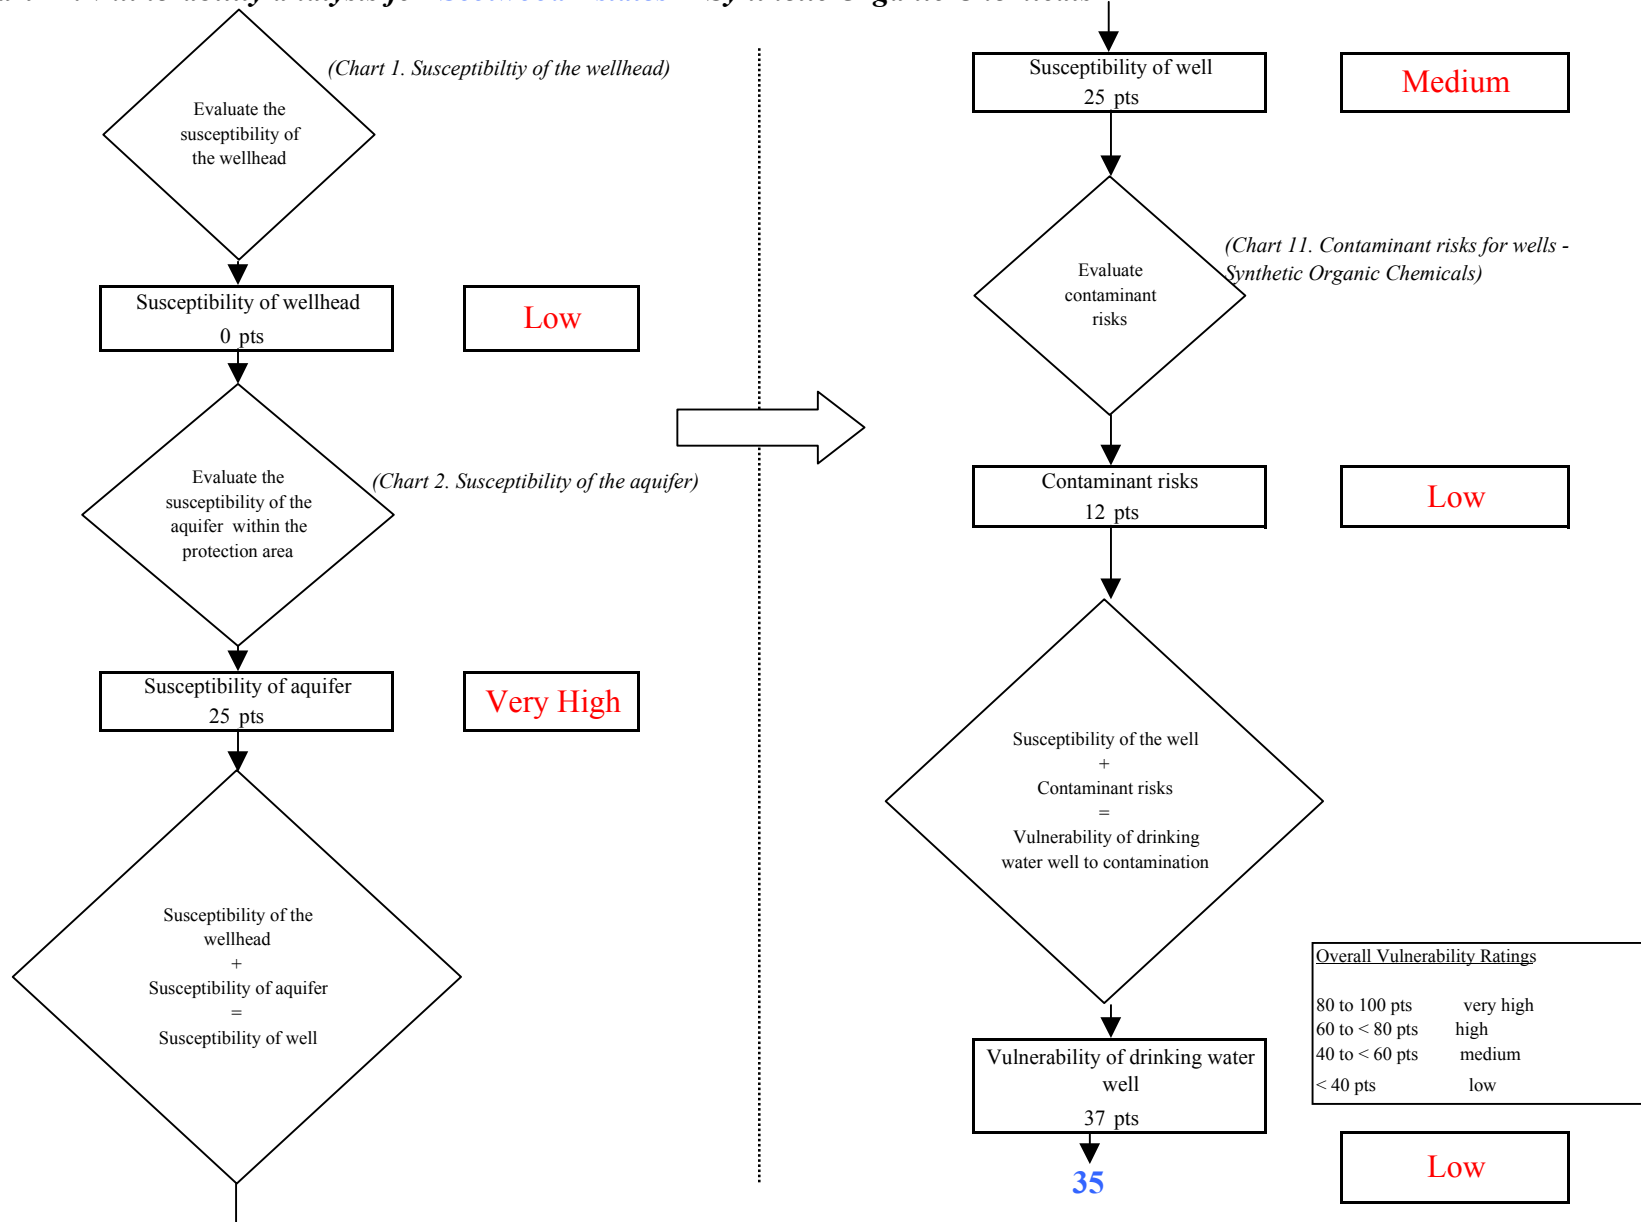 (Chart 1. Susceptibiltiy of the wellhead)
Evaluate the
susceptibility of
the wellhead
Susceptibility of wellhead
0 pts
Low
Evaluate the
susceptibility of the
aquifer within the
protection area
(Chart 2. Susceptibility of the aquifer)
Susceptibility of aquifer
25 pts
Very High
Susceptibility of the
wellhead
+
Susceptibility of aquifer
=
Susceptibility of well
Susceptibility of well
25 pts
Medium
Evaluate
contaminant
risks
(Chart 11. Contaminant risks for wells -
Synthetic Organic Chemicals)
Contaminant risks
12 pts
Low
Susceptibility of the well
+
Contaminant risks
=
Vulnerability of drinking
water well to contamination
Vulnerability of drinking water
well
37 pts
35
Overall Vulnerability Ratings
80 to 100 pts very high
60 to < 80 pts high
40 to < 60 pts medium
< 40 pts low
Low